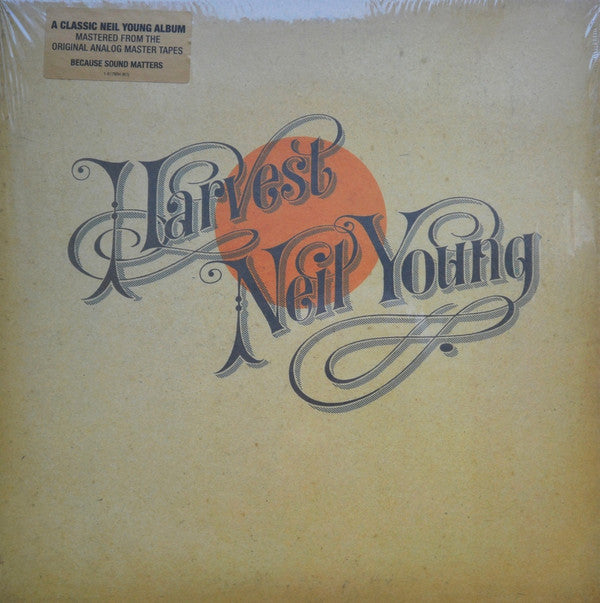 A CLASSIC NEIL YOUNG ALBUM
MASTERED FROM THE
ORIGINAL ANALOG MASTER TAPES
BECAUSE SOUND MATTERS
Harvest
Neil Young